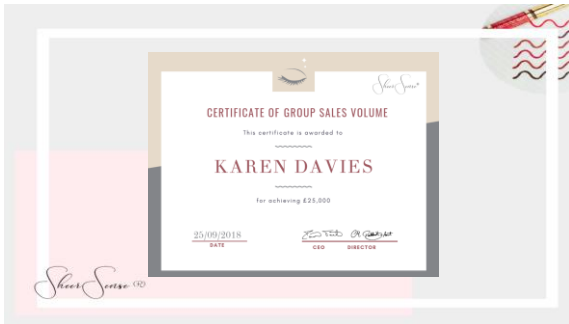 SheerSense®
CERTIFICATE OF GROUP SALES VOLUME
This certificate is awarded to
KAREN DAVIES
for achieving £25,000
25/09/2018
DATE
CEO DIRECTOR
SheerSense ®